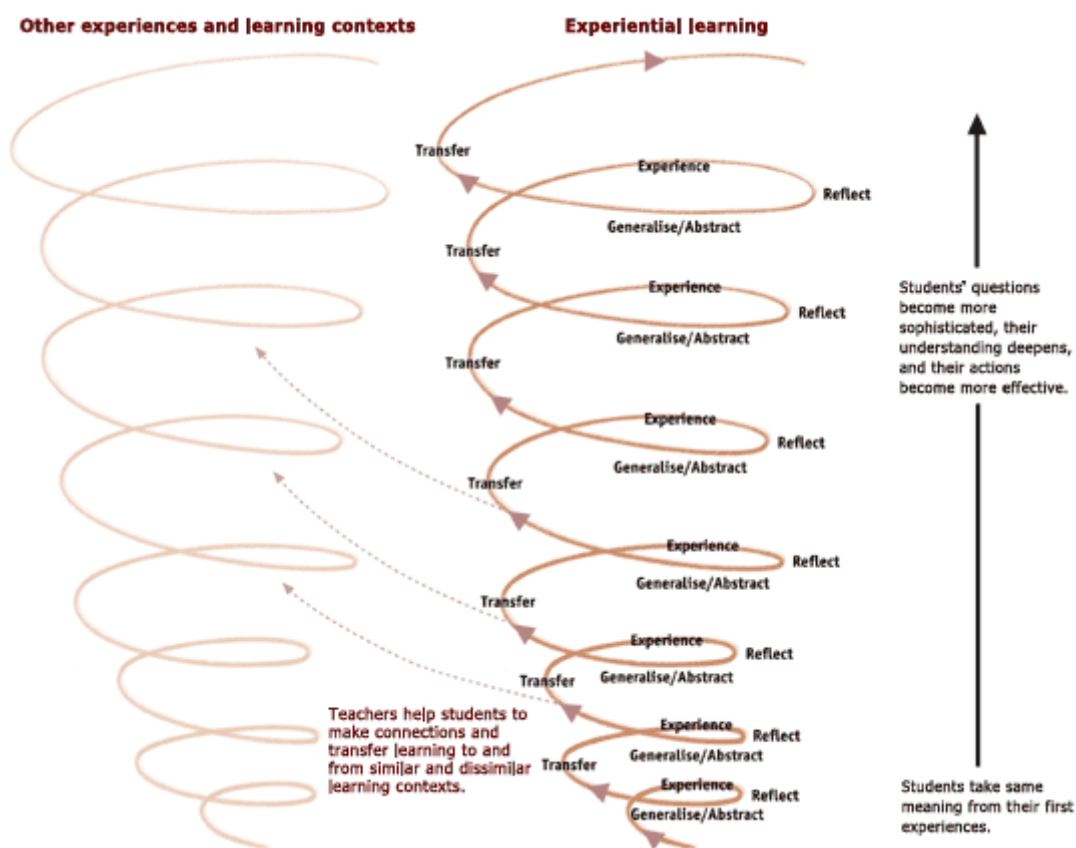 Other experiences and learning contexts
Experiential learning
Transfer
Experience
Reflect
Generalise/Abstract
Transfer
Experience
Reflect
Generalise/Abstract
Transfer
Experience
Reflect
Generalise/Abstract
Transfer
Experience
Reflect
Generalise/Abstract
Transfer
Experience
Reflect
Generalise/Abstract
Transfer
Experience
Reflect
Generalise/Abstract
Transfer
Experience
Reflect
Generalise/Abstract
Students' questions
become more
sophisticated, their
understanding deepens,
and their actions
become more effective.
Teachers help students to
make connections and
transfer learning to and
from similar and dissimilar
learning contexts.
Students take same
meaning from their first
experiences.